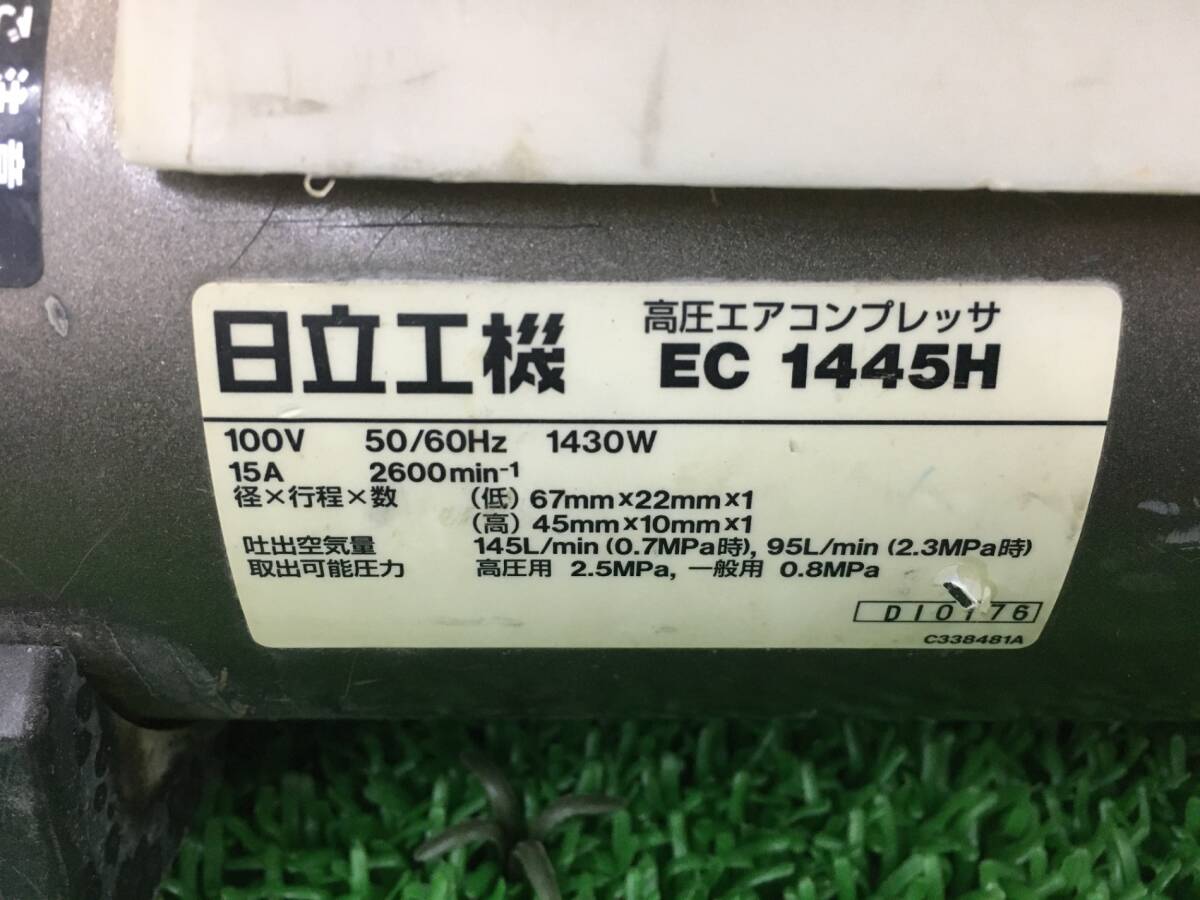 注意
日立工機
高圧エアコンプレッサ
EC 1445H
100V 50/60Hz 1430W
15A 2600min⁻¹
径×行程×数 (低) 67mm×22mm×1
(高) 45mm×10mm×1
吐出空気量 145L/min (0.7MPa時), 95L/min (2.3MPa時)
取出可能圧力 高圧用 2.5MPa, 一般用 0.8MPa
C338481A